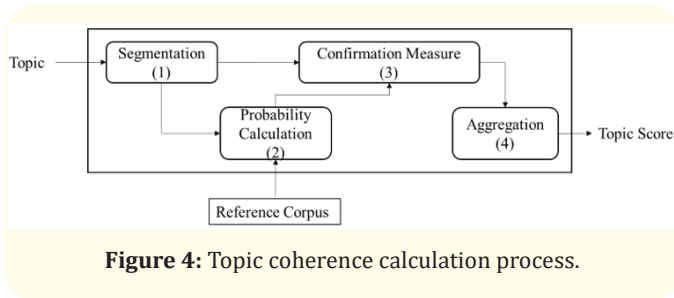 Topic
Segmentation
(1)
Confirmation Measure
(3)
Probability
Calculation
(2)
Aggregation
(4)
Topic Score
Reference Corpus
Figure 4: Topic coherence calculation process.